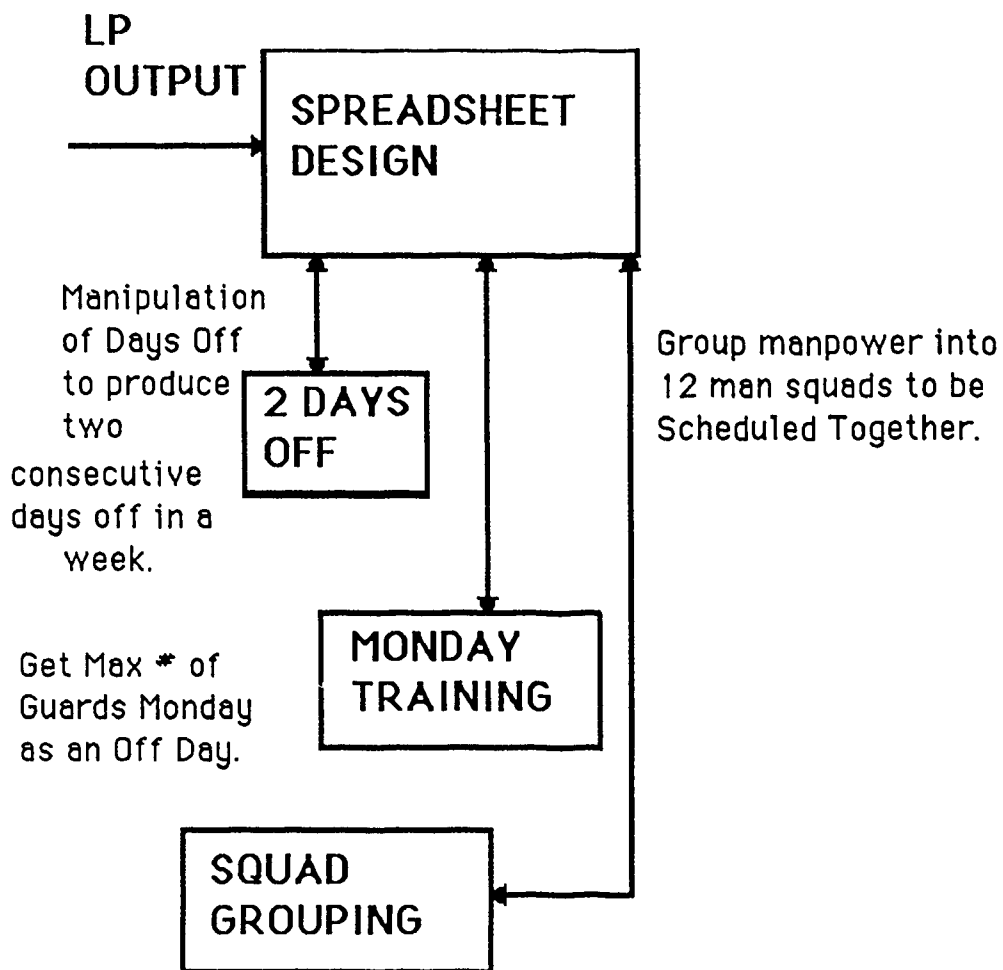 LP
OUTPUT
SPREADSHEET
DESIGN
Manipulation
of Days Off
to produce
two
consecutive
days off in a
week.
2 DAYS
OFF
Group manpower into
12 man squads to be
Scheduled Together.
Get Max # of
Guards Monday
as an Off Day.
MONDAY
TRAINING
SQUAD
GROUPING